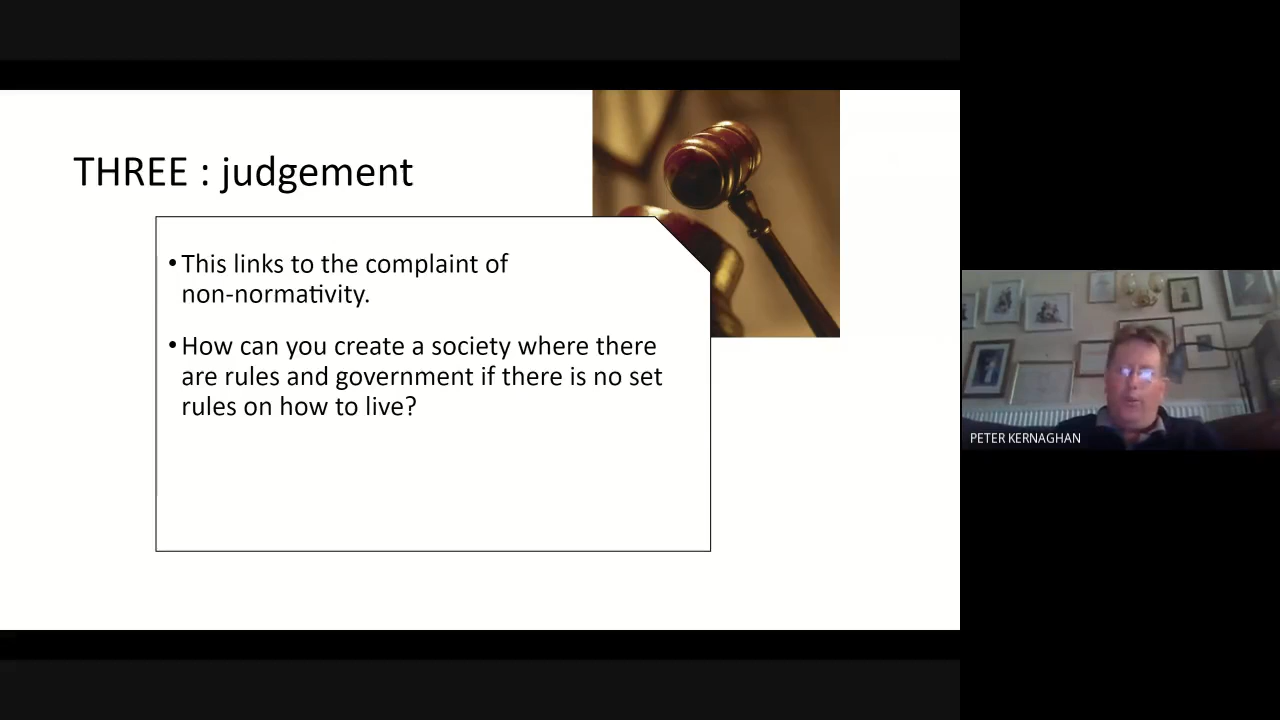 THREE : judgement
•This links to the complaint of
non-normativity.
•How can you create a society where there
are rules and government if there is no set
rules on how to live?
PETER KERNAGHAN